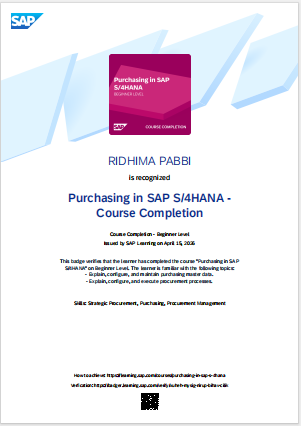 SAP
Purchasing in SAP
S/4HANA
BEGINNER LEVEL
SAP
COURSE COMPLETION
RIDHIMA PABBI
is recognized
Purchasing in SAP S/4HANA -
Course Completion
Course Completion - Beginner Level
Issued by SAP Learning on April 15, 2026
This badge verifies that the learner has completed the course "Purchasing in SAP
S/4HANA" on Beginner Level. The learner is familiar with the following topics:
- Explain, configure, and maintain purchasing master data.
- Explain, configure, and execute procurement processes.
Skills: Strategic Procurement, Purchasing, Procurement Management
How to achieve: https://learning.sap.com/courses/purchasing-in-sap-s-4hana
Verification: